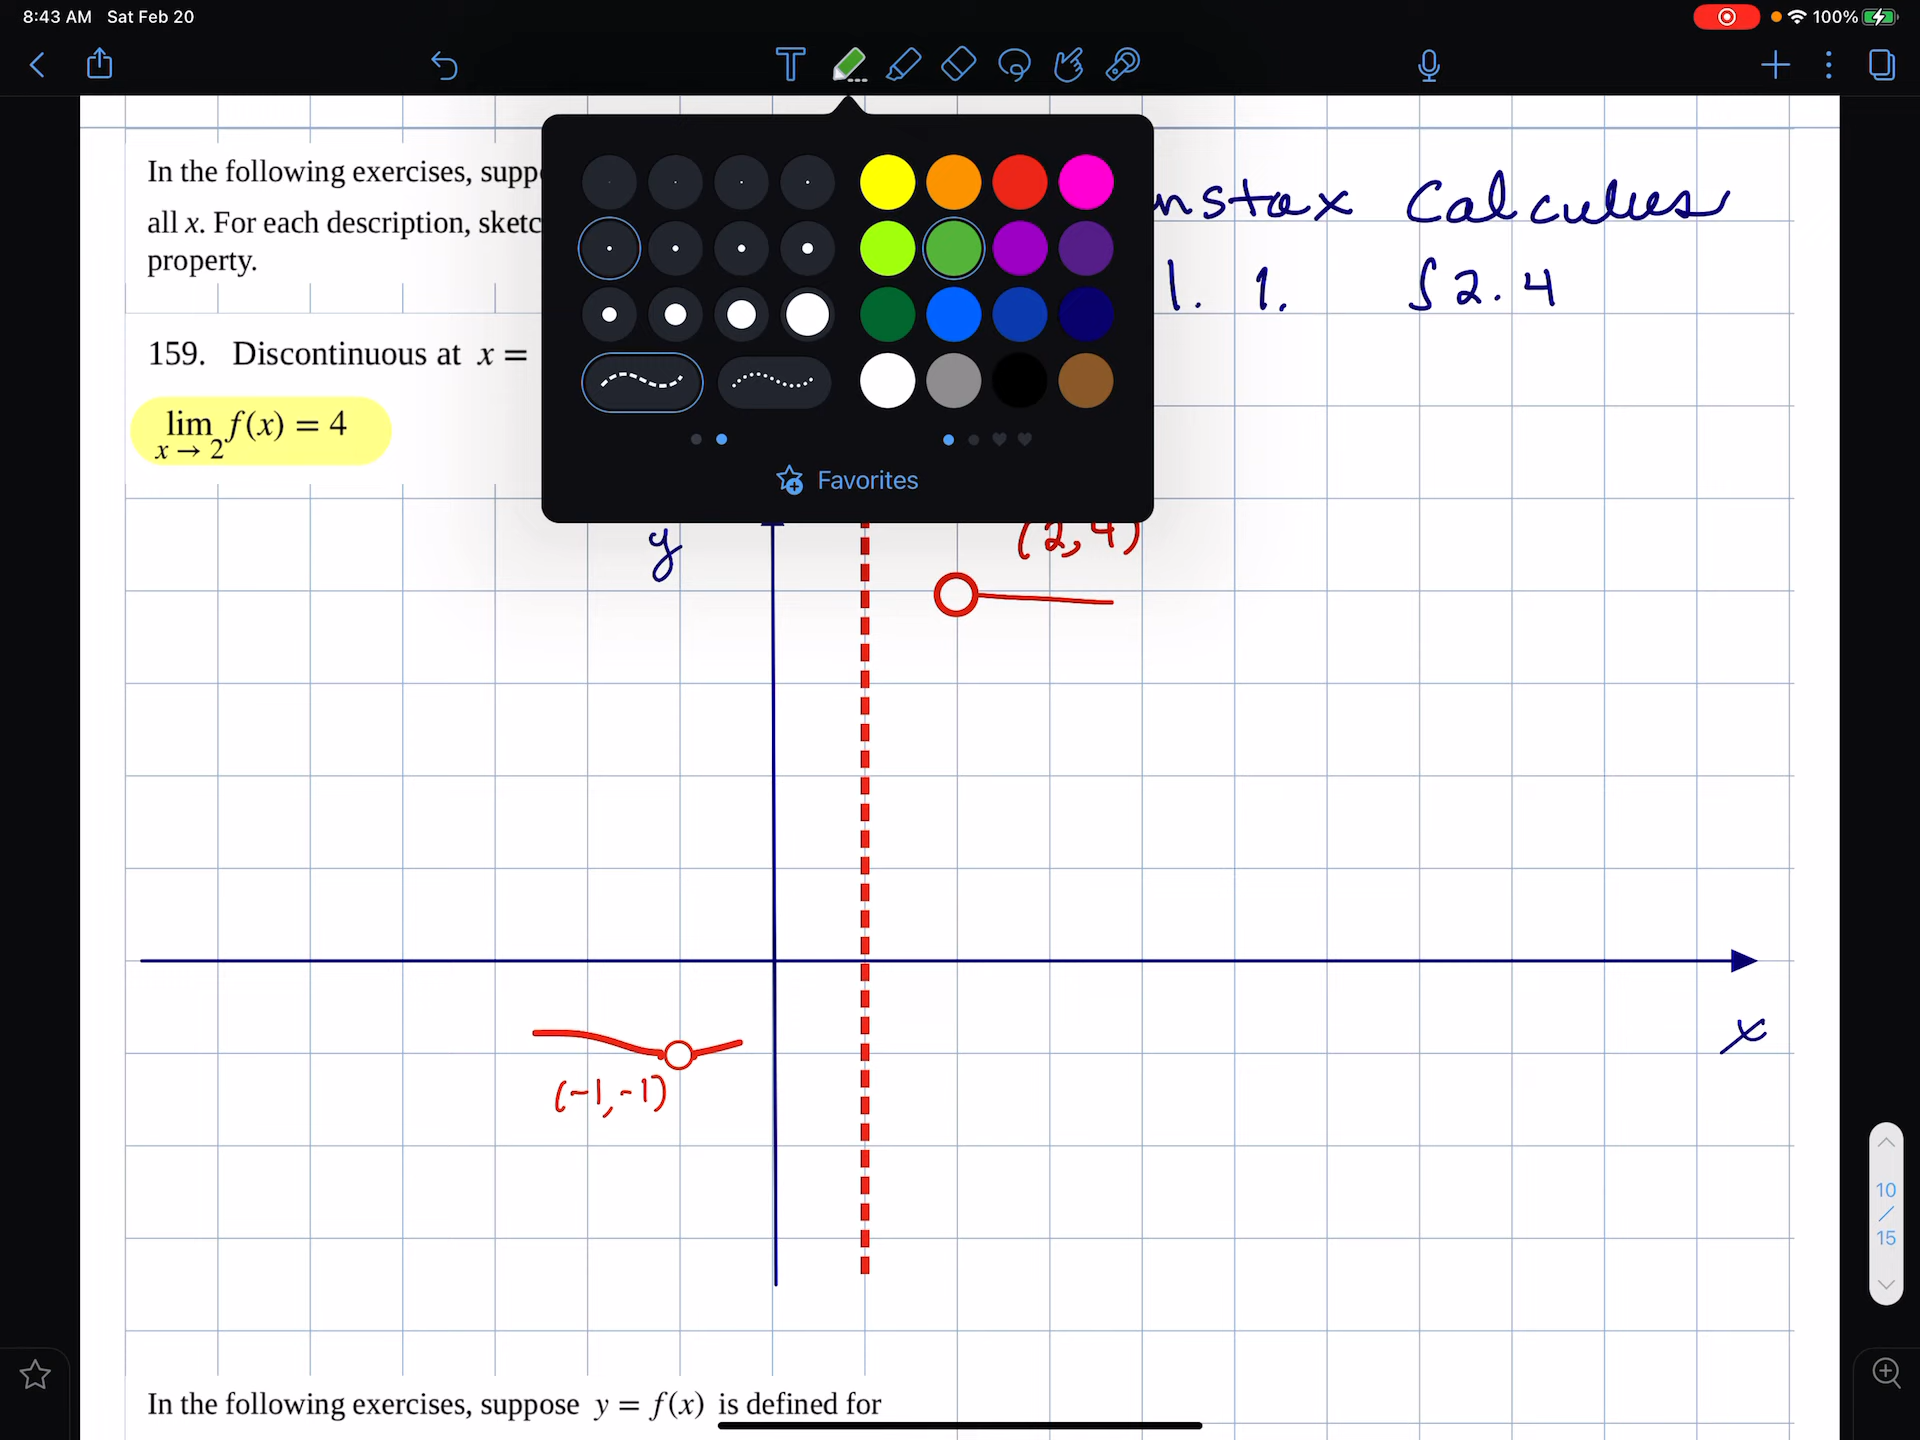 8:43 AM Sat Feb 20
100%
In the following exercises, supp
all x. For each description, sketc
property.
nstax Calculus
1. 1. §2.4
159. Discontinuous at x =
lim f(x) = 4
x → 2
Favorites
y
(2,4)
x
(-1,-1)
10
/
15
In the following exercises, suppose y = f(x) is defined for